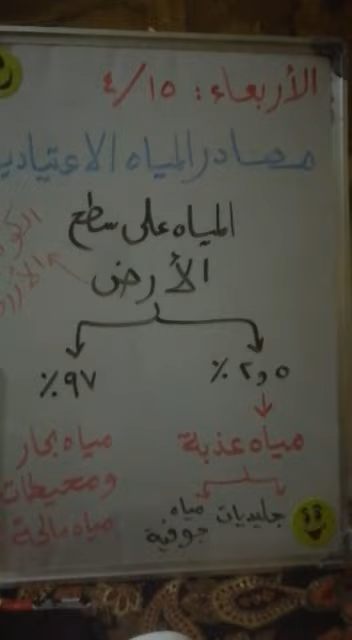 الأربعاء: ٤/١٥
مصادر المياه الاعتيادية
المياه على سطح
الأرض
٢,٥ ٪
٩٧ ٪
مياه عذبة
جليديات
مياه
جوفية
مياه بحار
ومحيطات
مياه مالحة